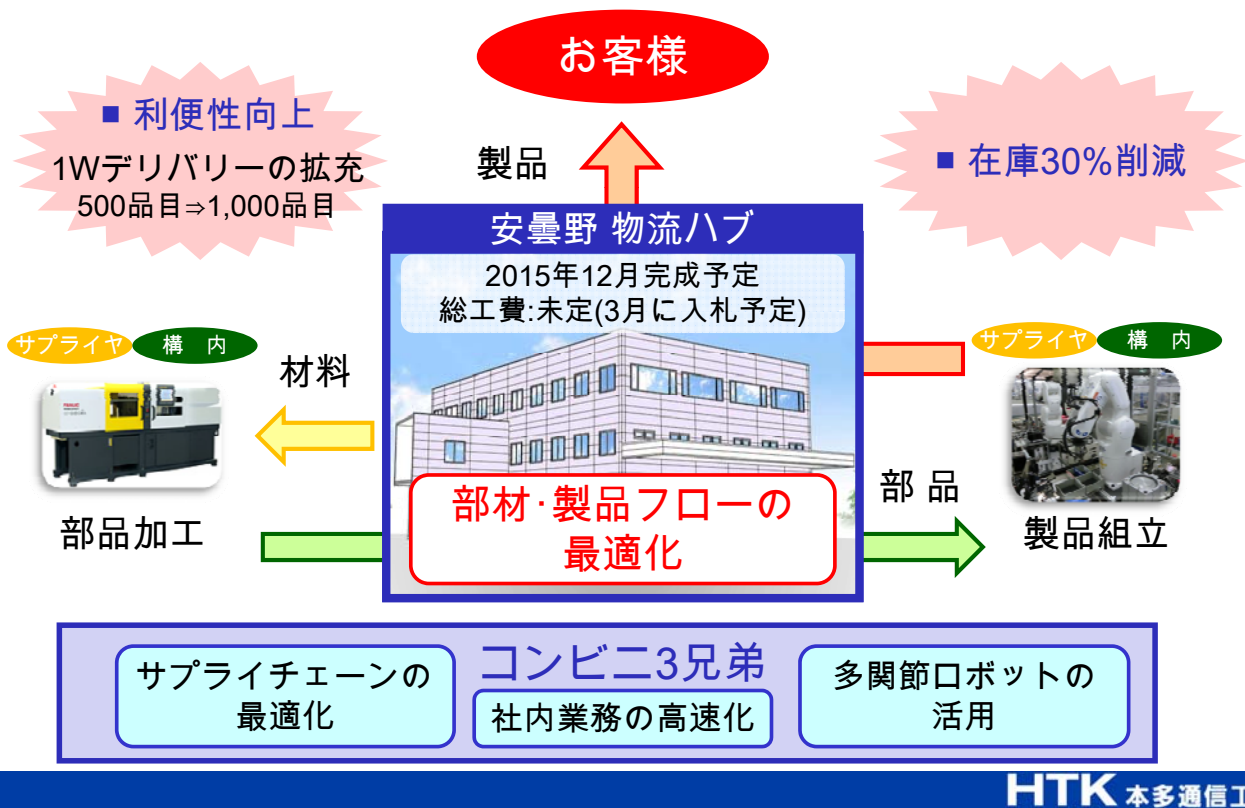 お客様
■ 利便性向上
1Wデリバリーの拡充
500品目⇒1,000品目
製品
■ 在庫30%削減
安曇野 物流ハブ
2015年12月完成予定
総工費:未定(3月に入札予定)
サプライヤ 構 内
材料
部品加工
サプライヤ 構 内
部 品
製品組立
部材･製品フローの
最適化
コンビニ3兄弟
サプライチェーンの
最適化
社内業務の高速化
多関節ロボットの
活用
HTK 本多通信工